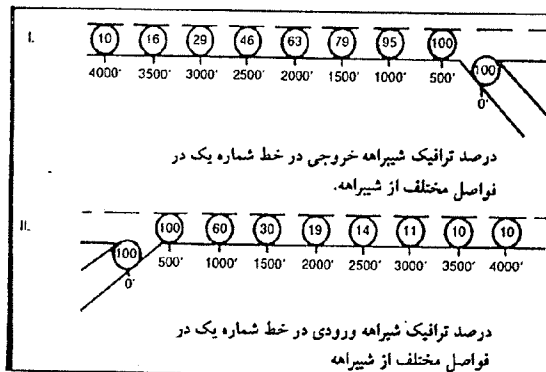 I.
10 16 29 46 63 79 95 100
4000' 3500' 3000' 2500' 2000' 1500' 1000' 500'
100
0'
درصد ترافیک شیبراهه خروجی در خط شماره یک در
فواصل مختلف از شیبراهه.
II.
100 60 30 19 14 11 10 10
100
500' 1000' 1500' 2000' 2500' 3000' 3500' 4000'
0'
درصد ترافیک شیراهه ورودی در خط شماره یک در
فواصل مختلف از شیبراهه